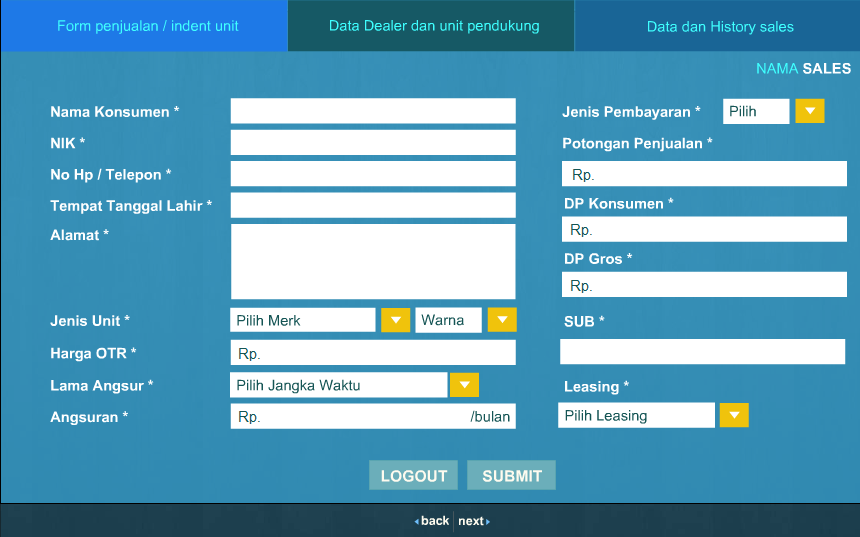 Form penjualan / indent unit
Data Dealer dan unit pendukung
Data dan History sales
NAMA SALES
Nama Konsumen *
NIK *
No Hp / Telepon *
Tempat Tanggal Lahir *
Alamat *
Jenis Unit *
Pilih Merk
Warna
Harga OTR *
Rp.
Lama Angsur *
Pilih Jangka Waktu
Angsuran *
Rp.
/bulan
Jenis Pembayaran *
Pilih
Potongan Penjualan *
Rp.
DP Konsumen *
Rp.
DP Gros *
Rp.
SUB *
Leasing *
Pilih Leasing
LOGOUT
SUBMIT
back
next